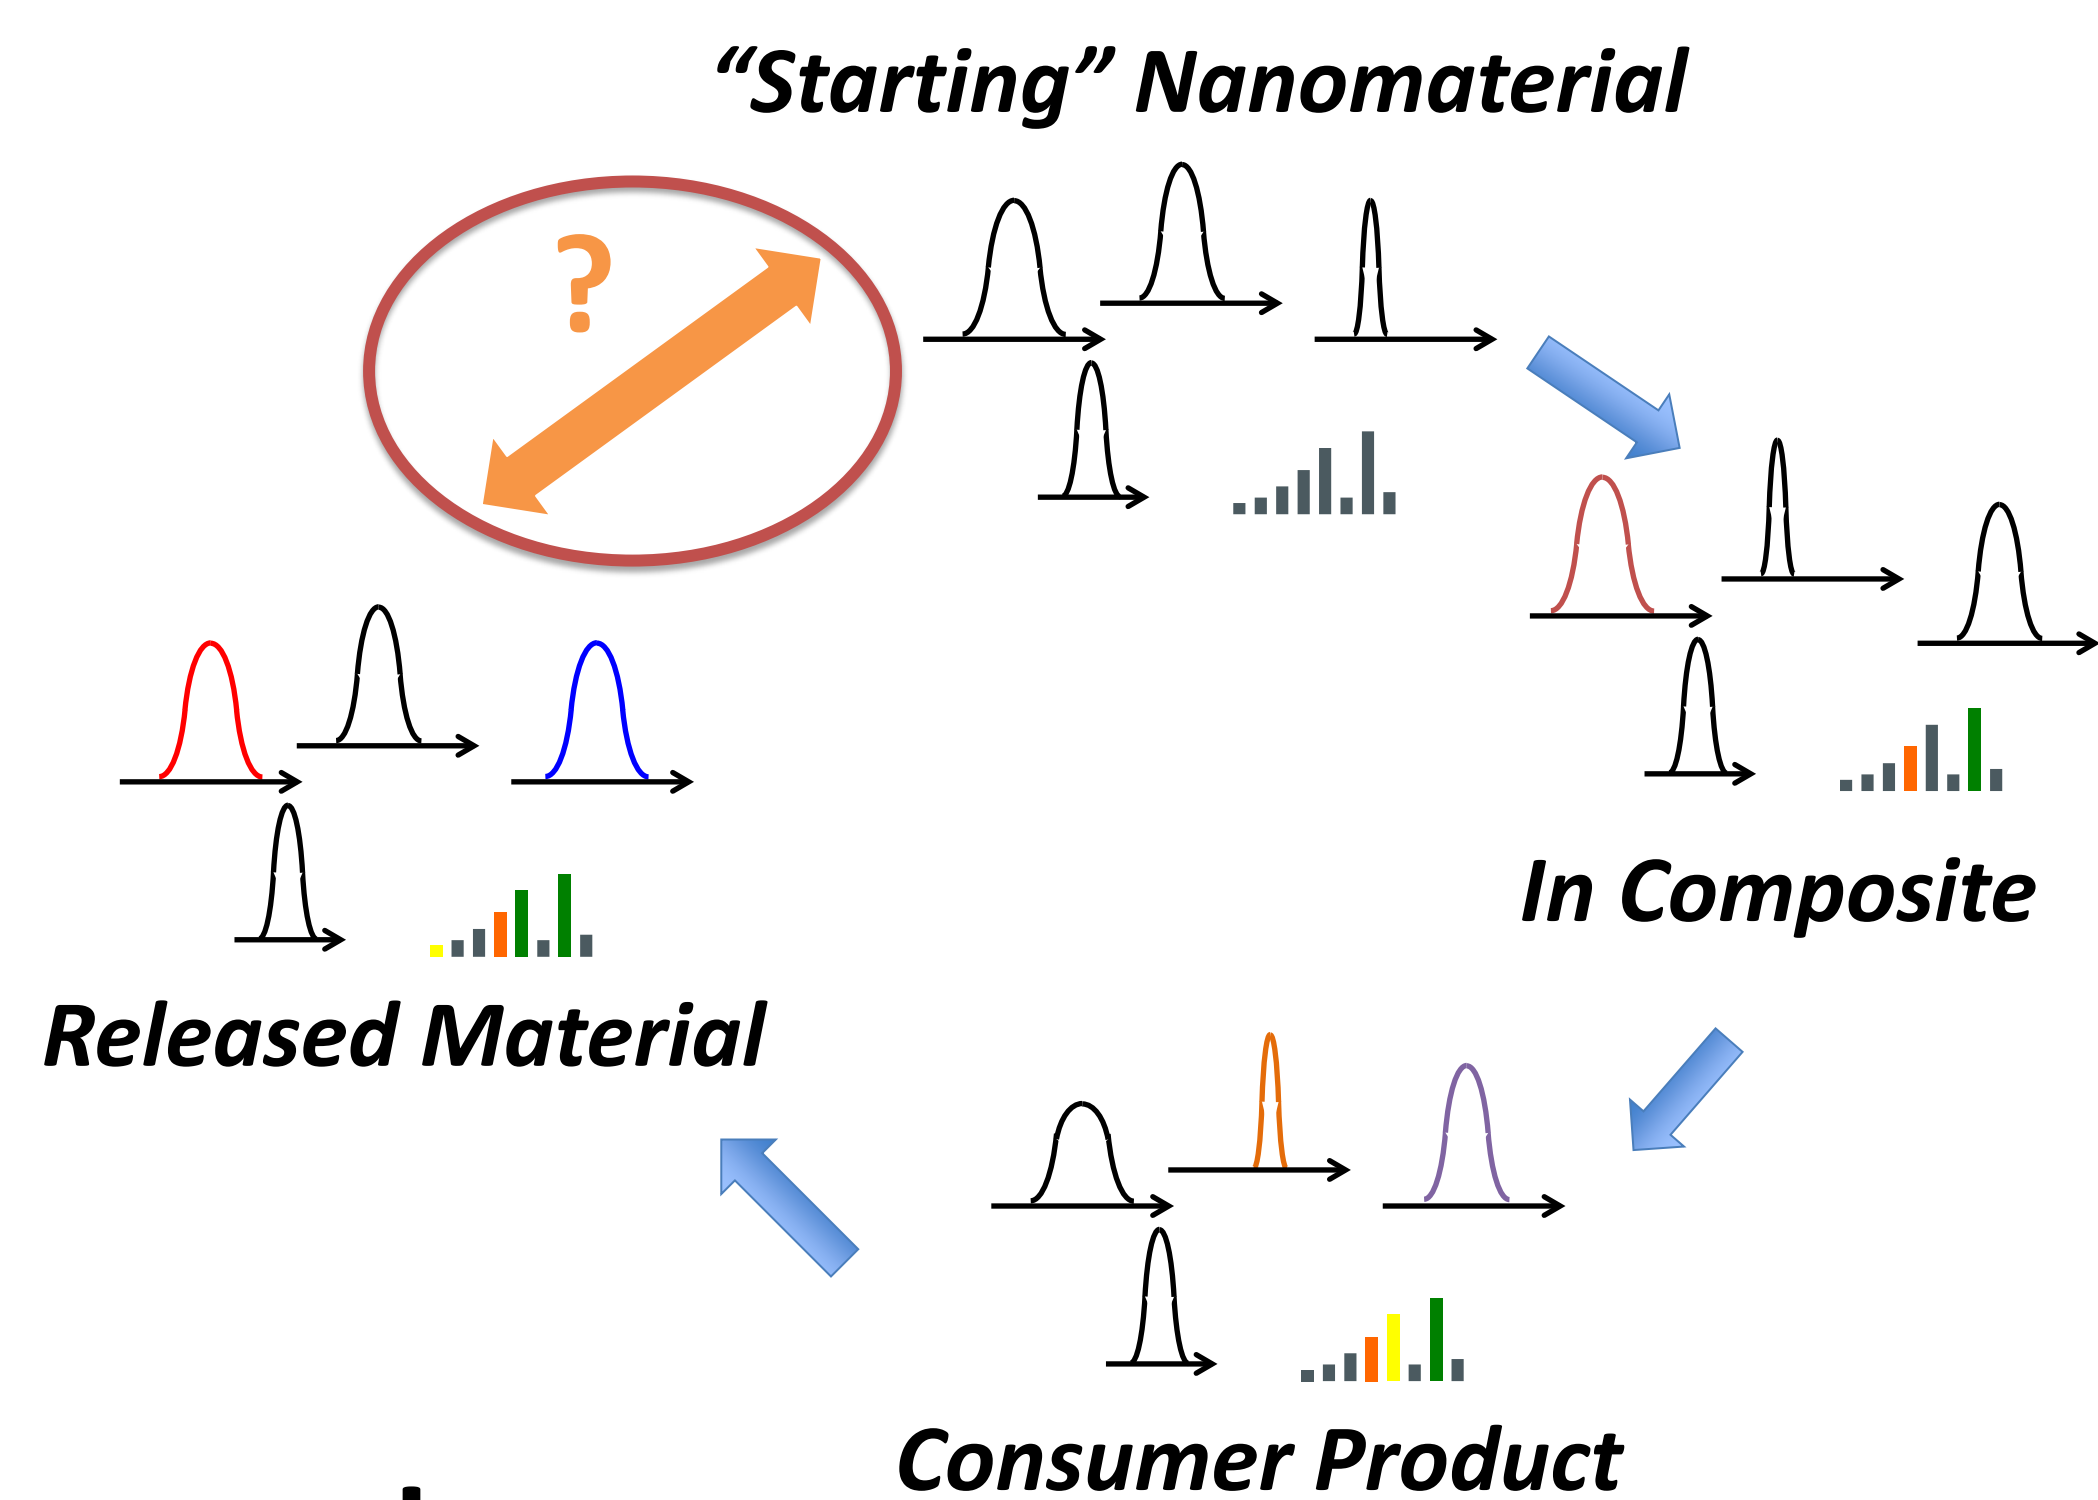 “Starting” Nanomaterial
?
In Composite
Released Material
Consumer Product